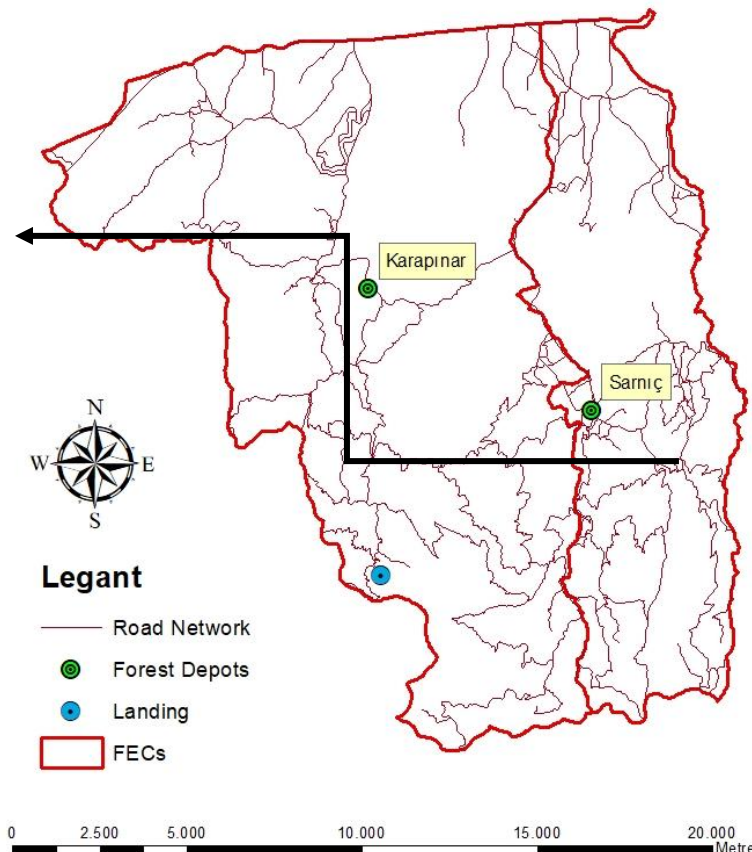 Karapınar
Sarnıç
N
W E
S
Legant
Road Network
Forest Depots
Landing
FECs
0 2.500 5.000 10.000 15.000 20.000
Metre